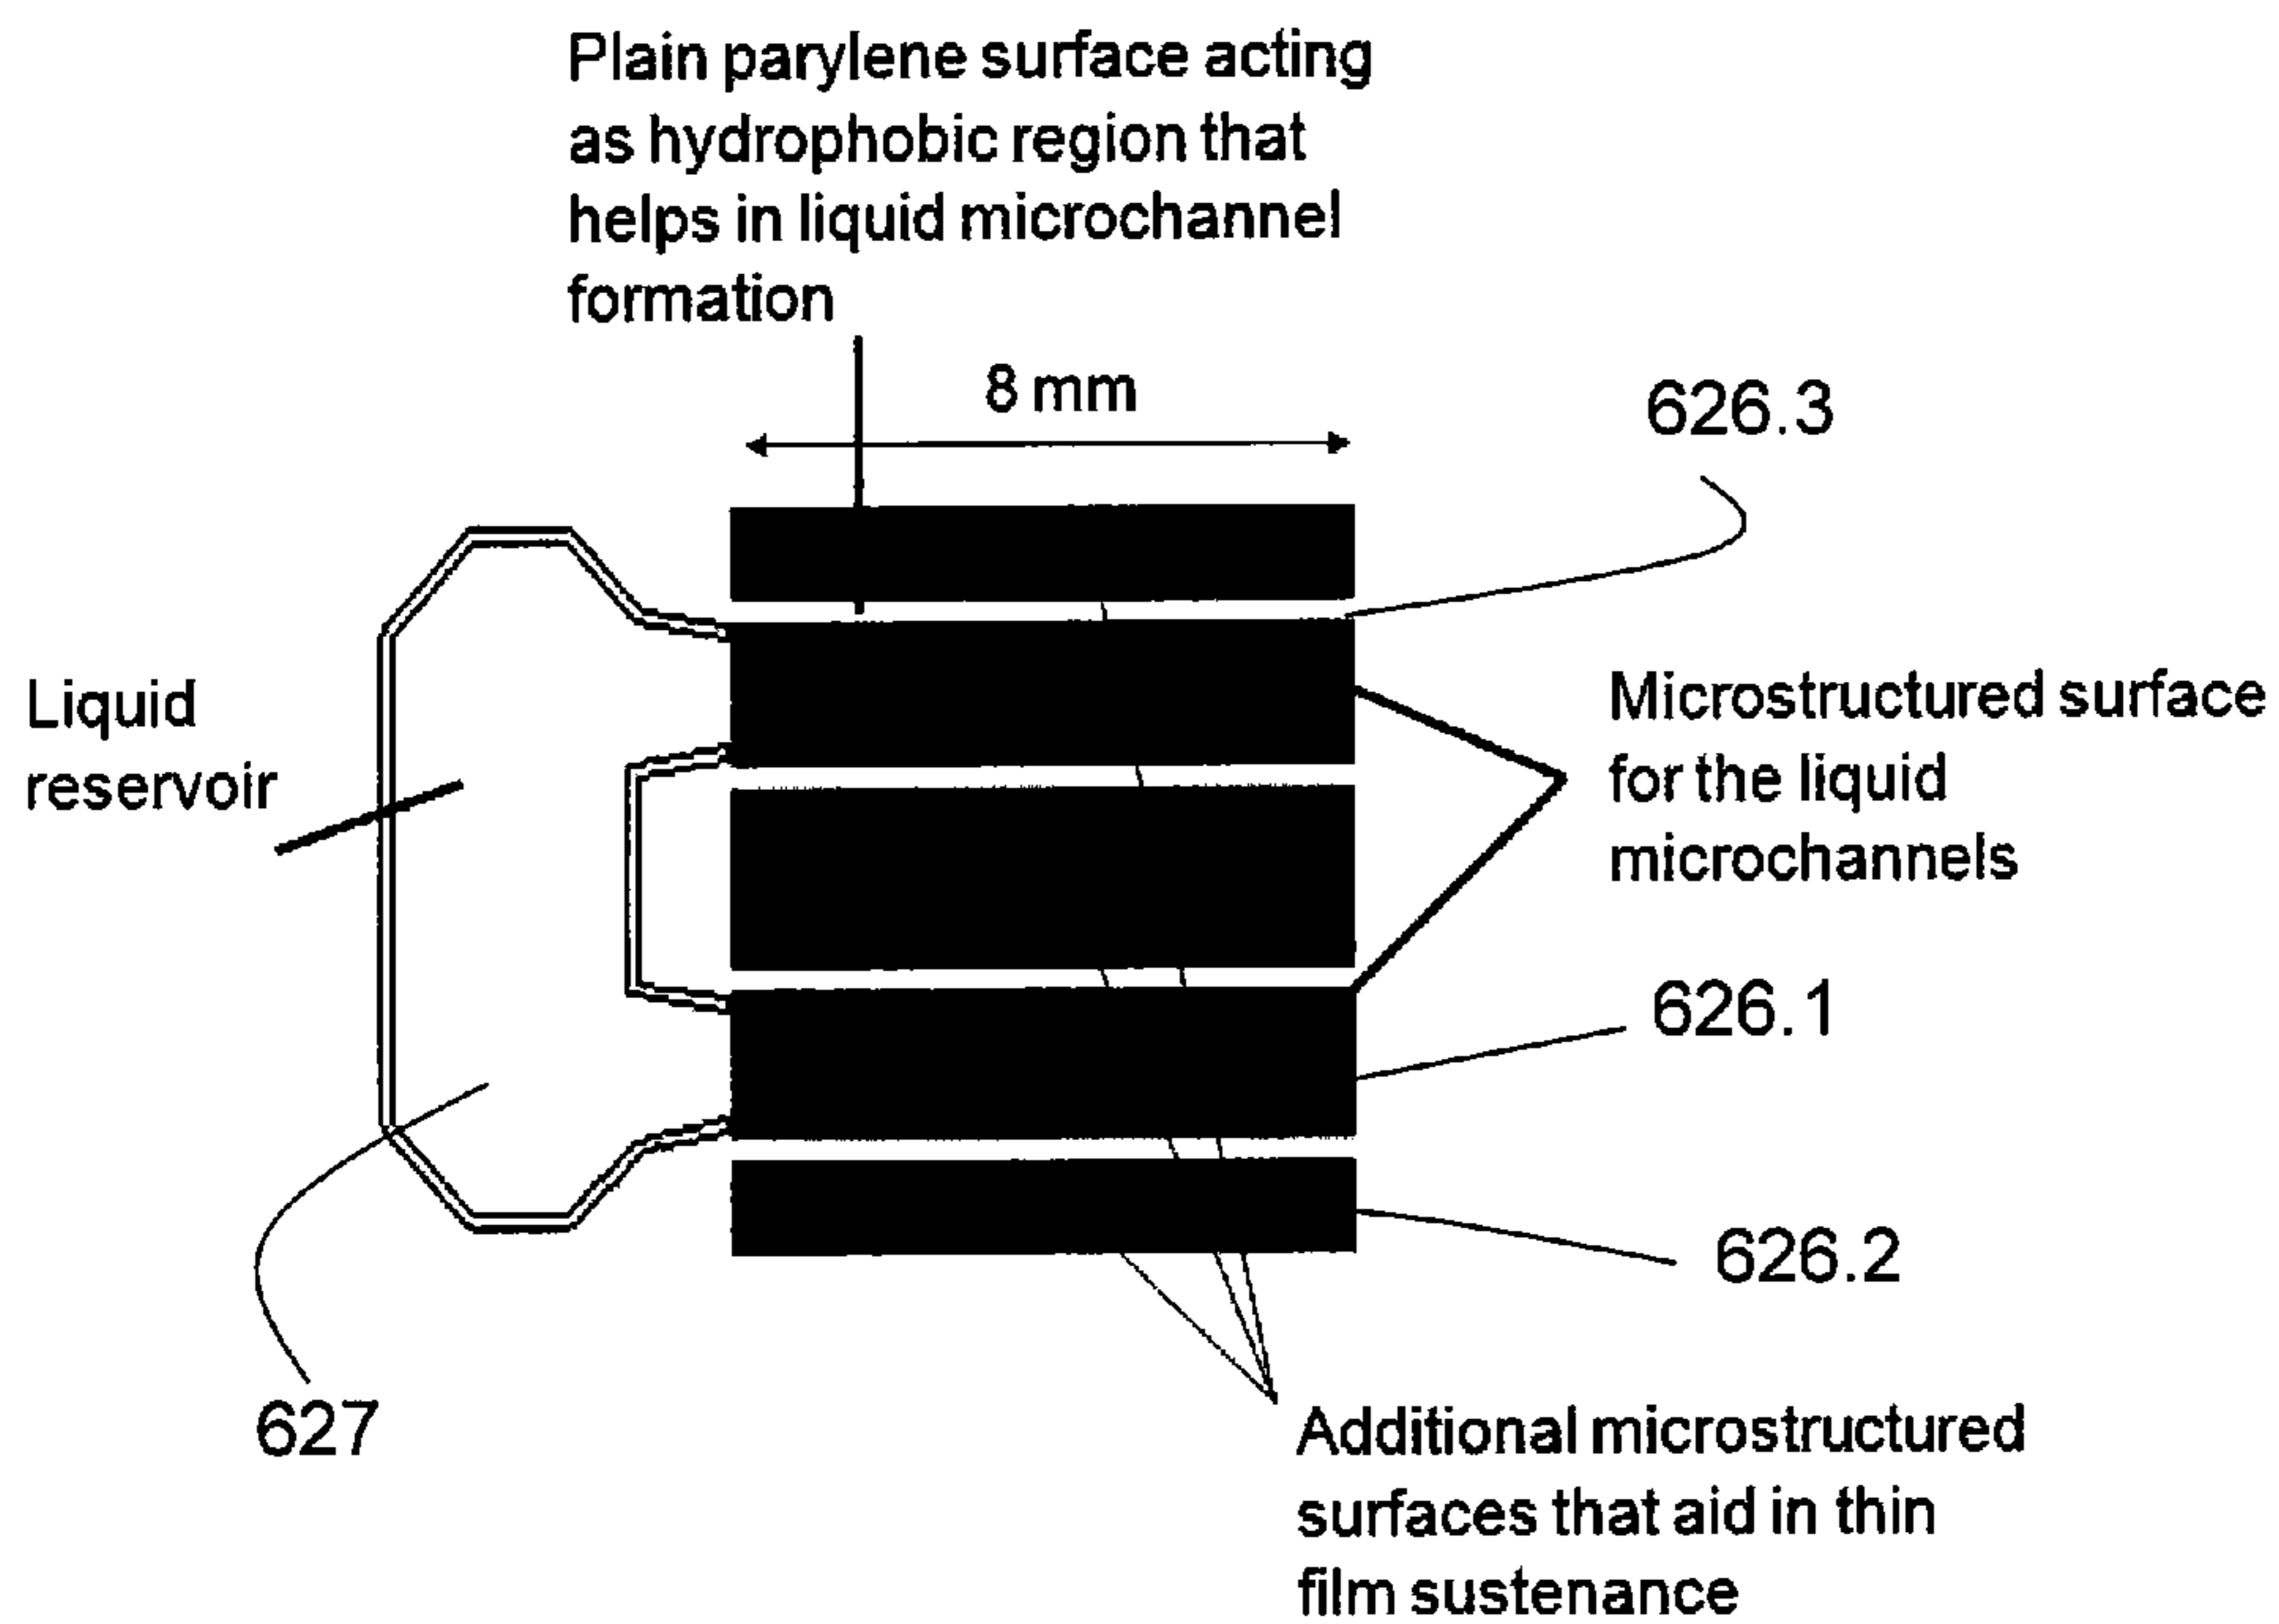 Plain parylene surface acting
as hydrophobic region that
helps in liquid microchannel
formation
8 mm
626.3
Liquid
reservoir
Microstructured surface
for the liquid
microchannels
626.1
626.2
627
Additional microstructured
surfaces that aid in thin
film sustenance